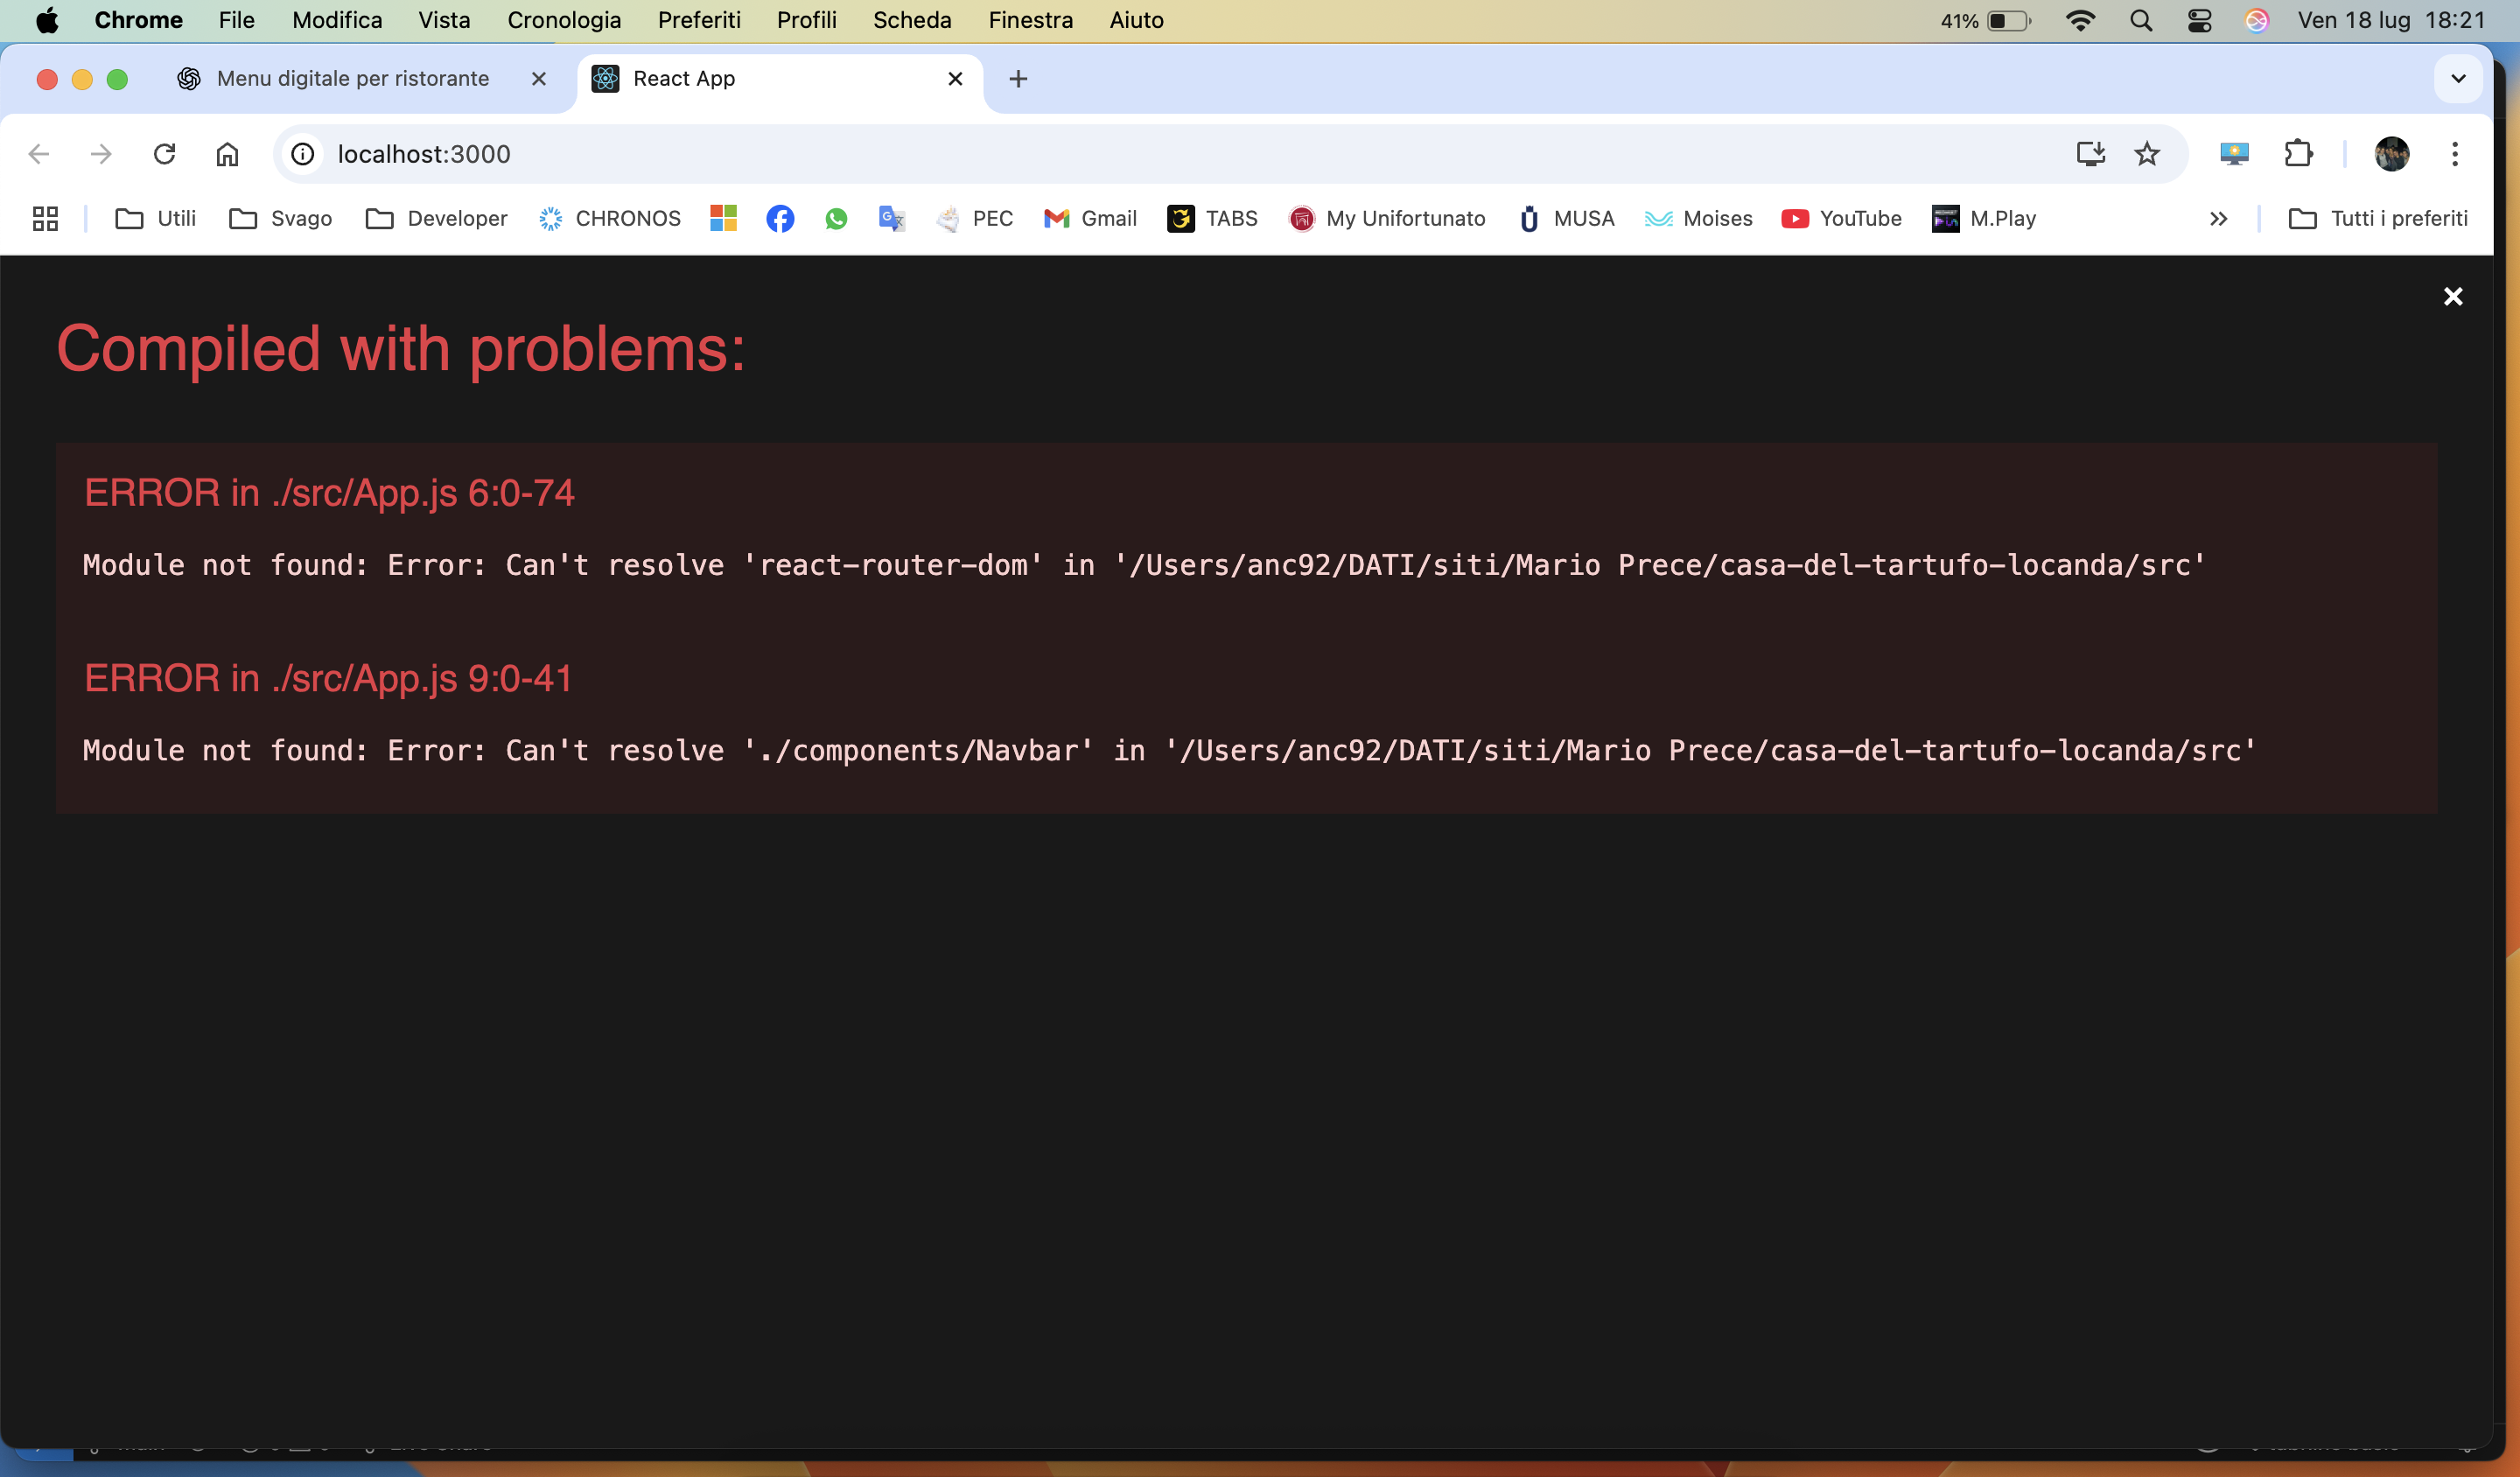 Chrome File Modifica Vista Cronologia Preferiti Profili Scheda Finestra Aiuto 41% Ven 18 lug 18:21
Menu digitale per ristorante React App
localhost:3000
Utili Svago Developer CHRONOS PEC Gmail TABS My Unifortunato MUSA Moises YouTube M.Play Tutti i preferiti
Compiled with problems:
ERROR in ./src/App.js 6:0-74
Module not found: Error: Can't resolve 'react-router-dom' in '/Users/anc92/DATI/siti/Mario Prece/casa-del-tartufo-locanda/src'
ERROR in ./src/App.js 9:0-41
Module not found: Error: Can't resolve './components/Navbar' in '/Users/anc92/DATI/siti/Mario Prece/casa-del-tartufo-locanda/src'